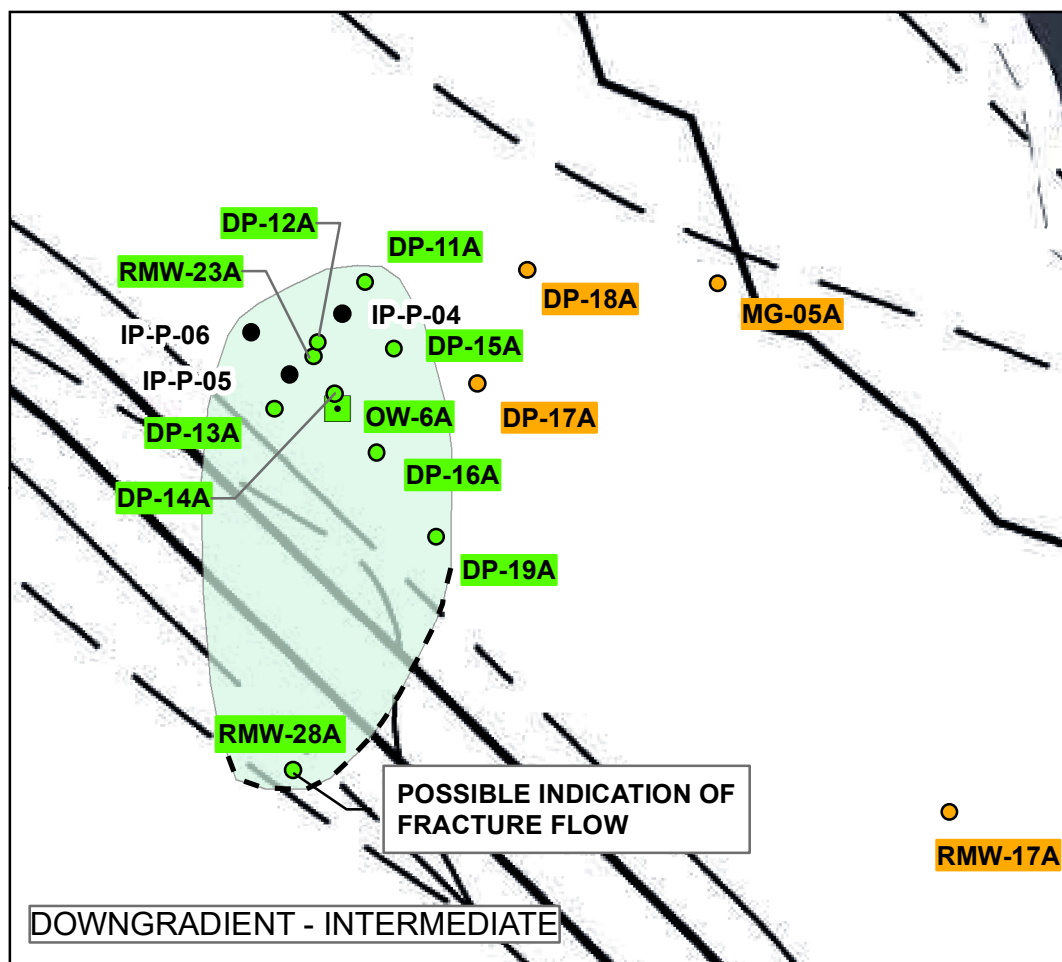 DP-12A
DP-11A
RMW-23A
DP-18A
MG-05A
IP-P-04
IP-P-06
DP-15A
IP-P-05
OW-6A
DP-17A
DP-13A
DP-16A
DP-14A
DP-19A
RMW-28A
POSSIBLE INDICATION OF
FRACTURE FLOW
RMW-17A
DOWNGRADIENT - INTERMEDIATE